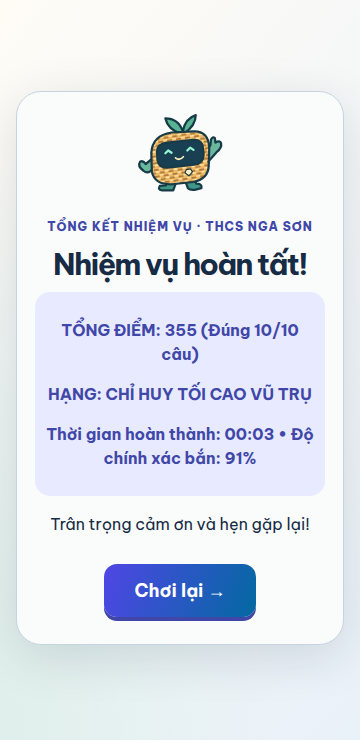 TỔNG KẾT NHIỆM VỤ · THCS NGA SƠN
Nhiệm vụ hoàn tất!
TỔNG ĐIỂM: 355 (Đúng 10/10
câu)
HẠNG: CHỈ HUY TỐI CAO VŨ TRỤ
Thời gian hoàn thành: 00:03 • Độ
chính xác bắn: 91%
Trân trọng cảm ơn và hẹn gặp lại!
Chơi lại →